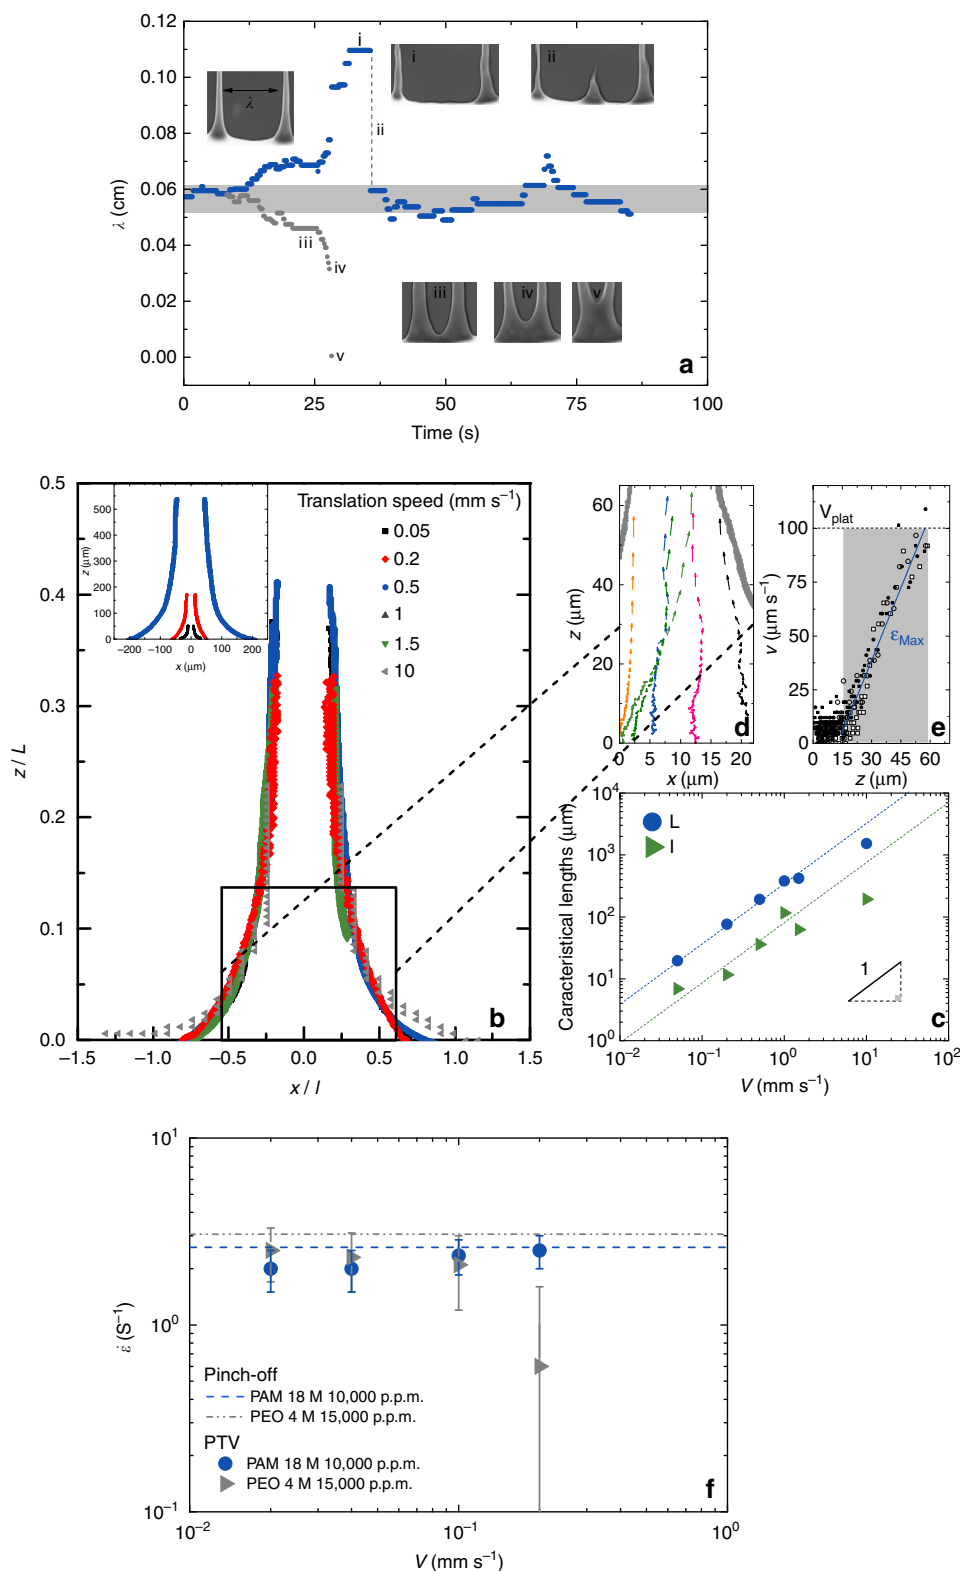 0.12
0.10
0.08
0.06
0.04
0.02
0.00
λ (cm)
0
25
50
75
100
Time (s)
λ
i
i
ii
ii
iii
iv
v
iii
iv
v
a
0.5
0.4
0.3
0.2
0.1
0.0
z / L
−1.5
−1.0
−0.5
0.0
0.5
1.0
1.5
x / l
500
400
300
200
100
0
z (μm)
−200
−100
0
100
200
x (μm)
Translation speed (mm s−1)
0.05
0.2
0.5
1
1.5
10
b
60
50
40
30
20
10
0
z (μm)
0
5
10
15
20
x (μm)
d
V plat
100
75
50
25
0
v (μm s−1)
ε Max
0
15
30
45
60
z (μm)
e
Caracteristical lengths (μm)
10^4
10^3
10^2
10^1
10^0
L
l
1
c
10−2
10−1
10^0
10^1
10^2
V (mm s−1)
10^1
10^0
10−1
ε̇ (S−1)
Pinch-off
PAM 18 M 10,000 p.p.m.
PEO 4 M 15,000 p.p.m.
PTV
PAM 18 M 10,000 p.p.m.
PEO 4 M 15,000 p.p.m.
f
10−2
10−1
10^0
V (mm s−1)